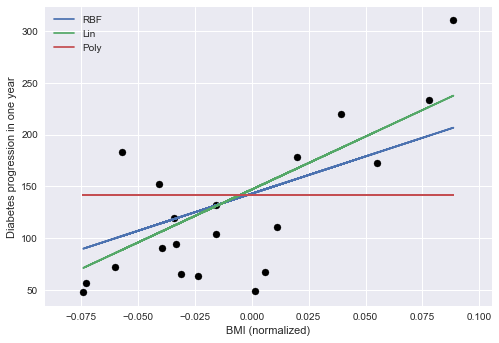 RBF
Lin
Poly
300
250
200
150
100
50
Diabetes progression in one year
−0.075 −0.050 −0.025 0.000 0.025 0.050 0.075 0.100
BMI (normalized)